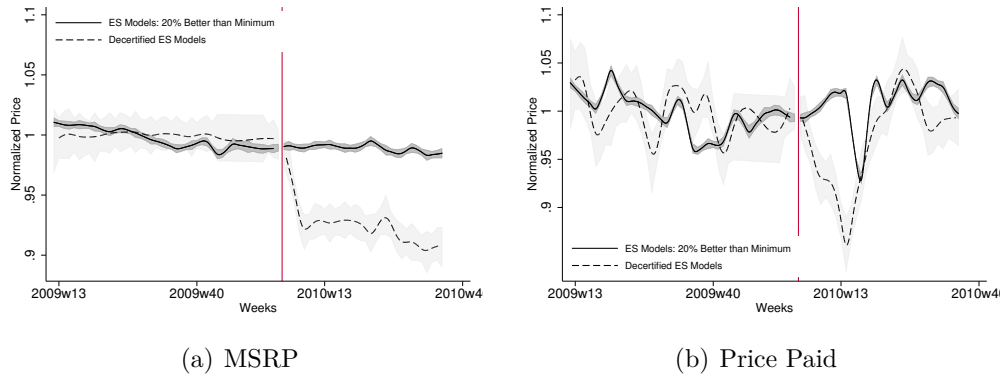 1.1
1.05
1
.95
.9
Normalized Price
ES Models: 20% Better than Minimum
Decertified ES Models
2009w13 2009w40 2010w13 2010w4
Weeks
(a) MSRP
1.1
1.05
1
.95
.9
Normalized Price
ES Models: 20% Better than Minimum
Decertified ES Models
2009w13 2009w40 2010w13 2010w40
Weeks
(b) Price Paid